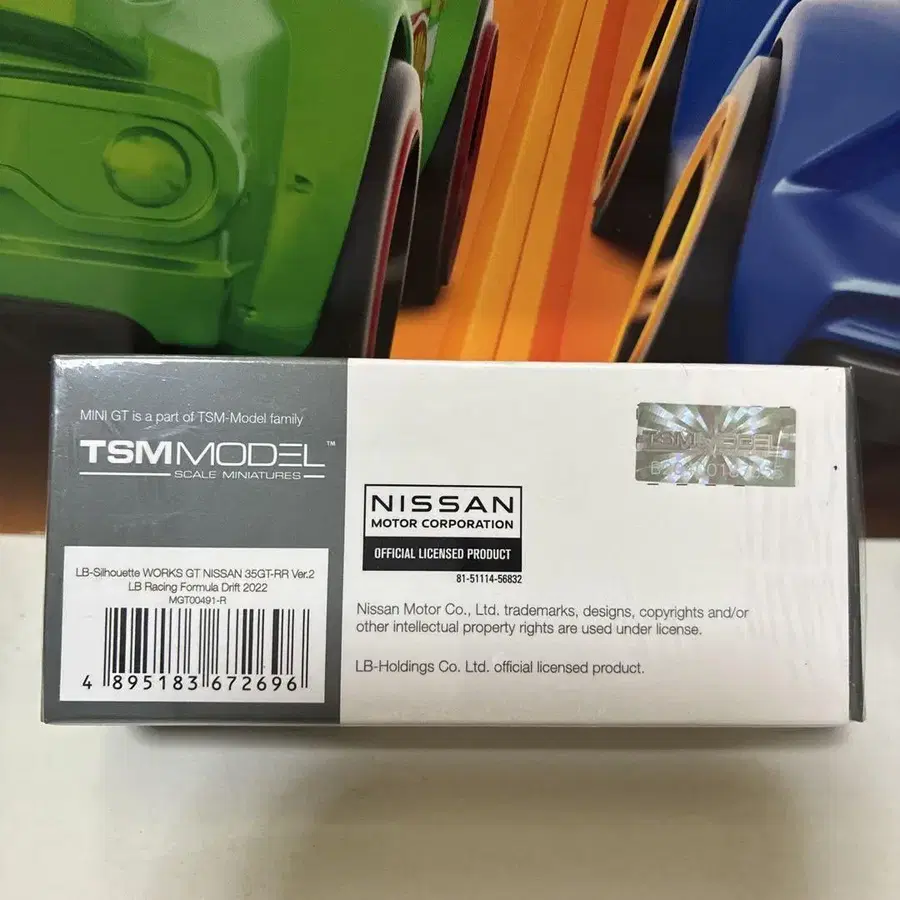 MINI GT is a part of TSM-Model family
TSMMODEL™
SCALE MINIATURES
LB-Silhouette WORKS GT NISSAN 35GT-RR Ver.2
LB Racing Formula Drift 2022
MGT00491-R
4 895183 672696
TSM MODEL
NISSAN
MOTOR CORPORATION
OFFICIAL LICENSED PRODUCT
81-51114-56832
Nissan Motor Co., Ltd. trademarks, designs, copyrights and/or
other intellectual property rights are used under license.
LB-Holdings Co. Ltd. official licensed product.